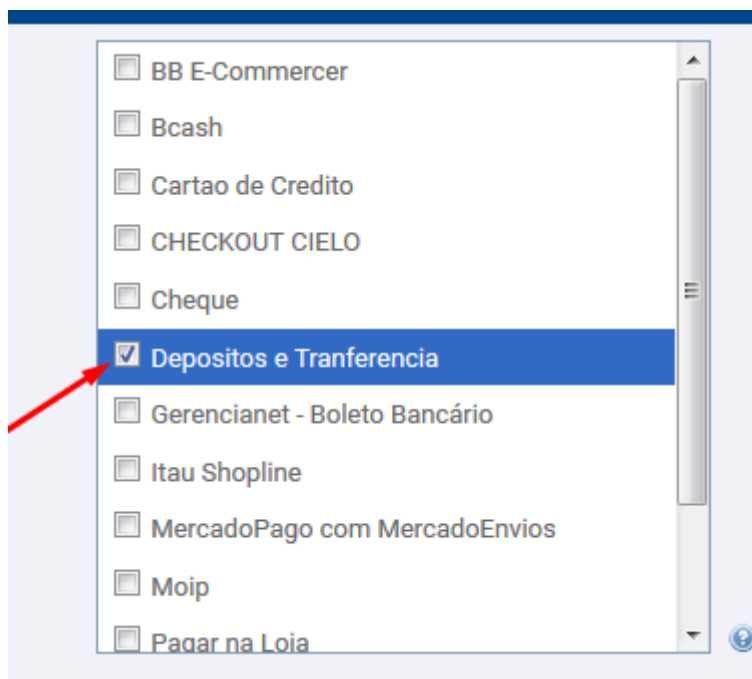 BB E-Commercer
Bcash
Cartao de Credito
CHECKOUT CIELO
Cheque
Depositos e Tranferencia
Gerencianet - Boleto Bancário
Itau Shopline
MercadoPago com MercadoEnvios
Moip
Pagar na Loja